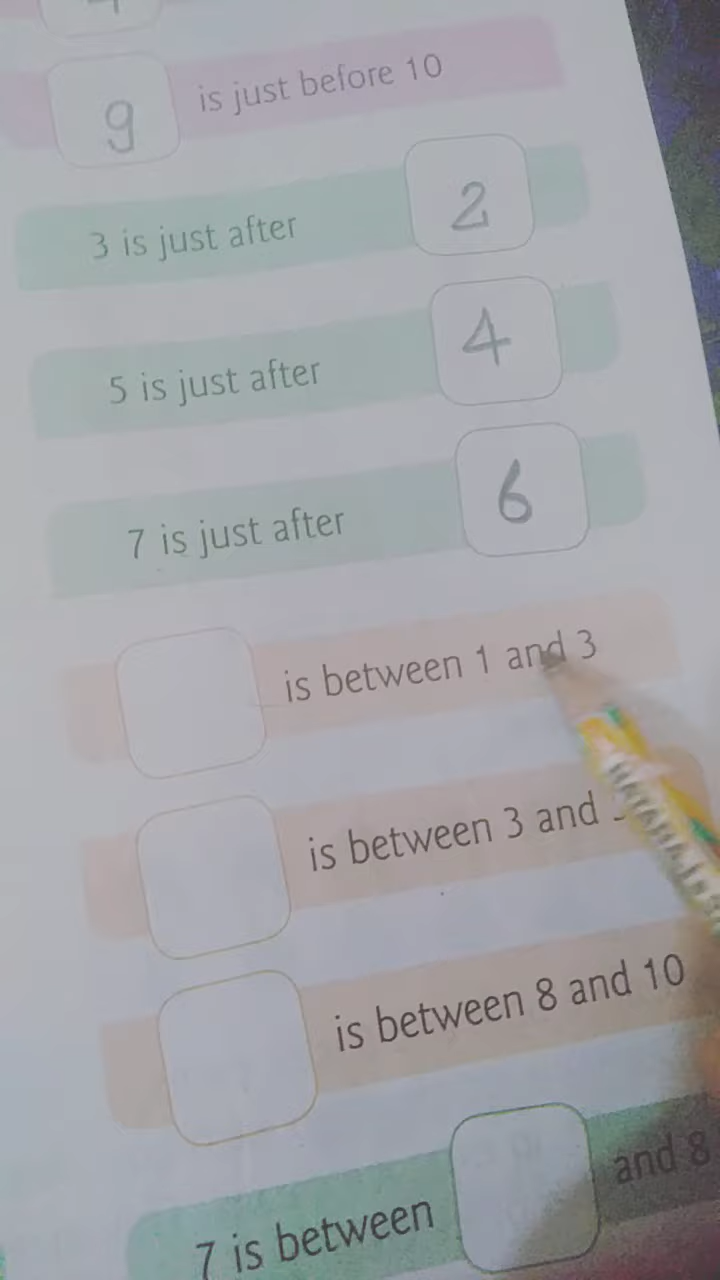 9 is just before 10
3 is just after 2
5 is just after 4
7 is just after 6
is between 1 and 3
is between 3 and
is between 8 and 10
7 is between and 8